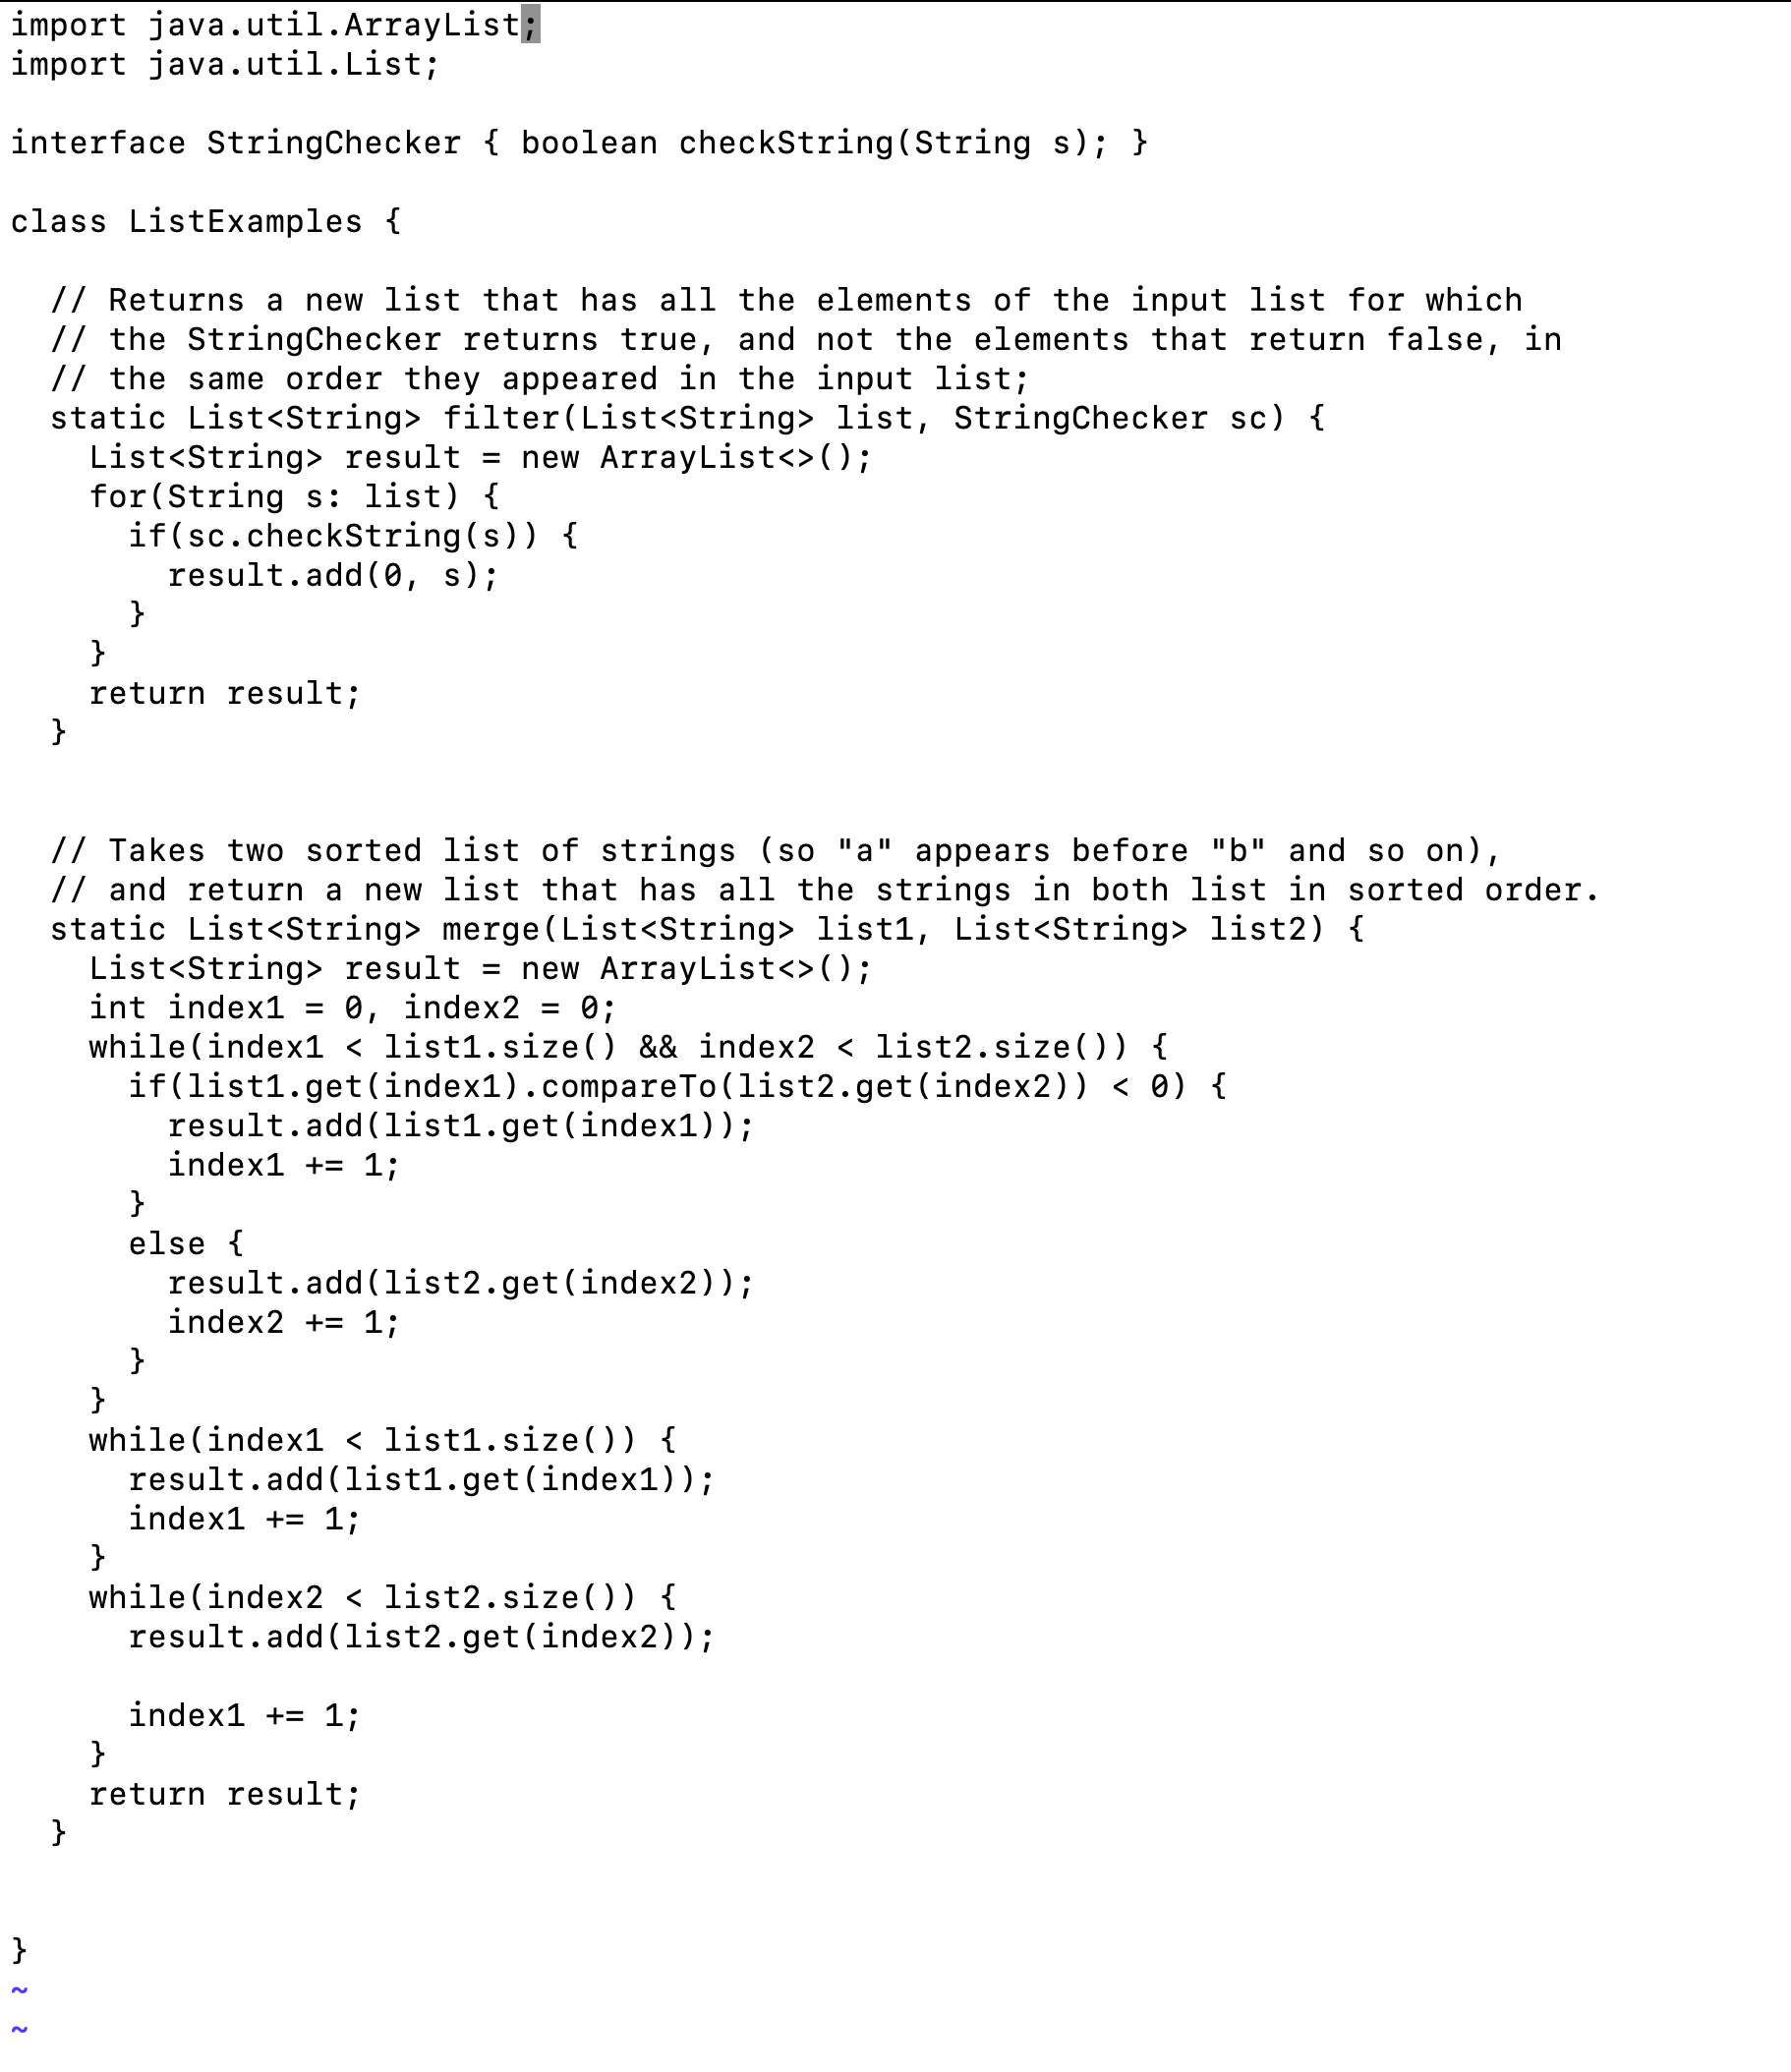 import java.util.ArrayList;
import java.util.List;

interface StringChecker { boolean checkString(String s); }

class ListExamples {

  // Returns a new list that has all the elements of the input list for which
  // the StringChecker returns true, and not the elements that return false, in
  // the same order they appeared in the input list;
  static List<String> filter(List<String> list, StringChecker sc) {
    List<String> result = new ArrayList<>();
    for(String s: list) {
      if(sc.checkString(s)) {
        result.add(0, s);
      }
    }
    return result;
  }


  // Takes two sorted list of strings (so "a" appears before "b" and so on),
  // and return a new list that has all the strings in both list in sorted order.
  static List<String> merge(List<String> list1, List<String> list2) {
    List<String> result = new ArrayList<>();
    int index1 = 0, index2 = 0;
    while(index1 < list1.size() && index2 < list2.size()) {
      if(list1.get(index1).compareTo(list2.get(index2)) < 0) {
        result.add(list1.get(index1));
        index1 += 1;
      }
      else {
        result.add(list2.get(index2));
        index2 += 1;
      }
    }
    while(index1 < list1.size()) {
      result.add(list1.get(index1));
      index1 += 1;
    }
    while(index2 < list2.size()) {
      result.add(list2.get(index2));

      index1 += 1;
    }
    return result;
  }


}
~
~